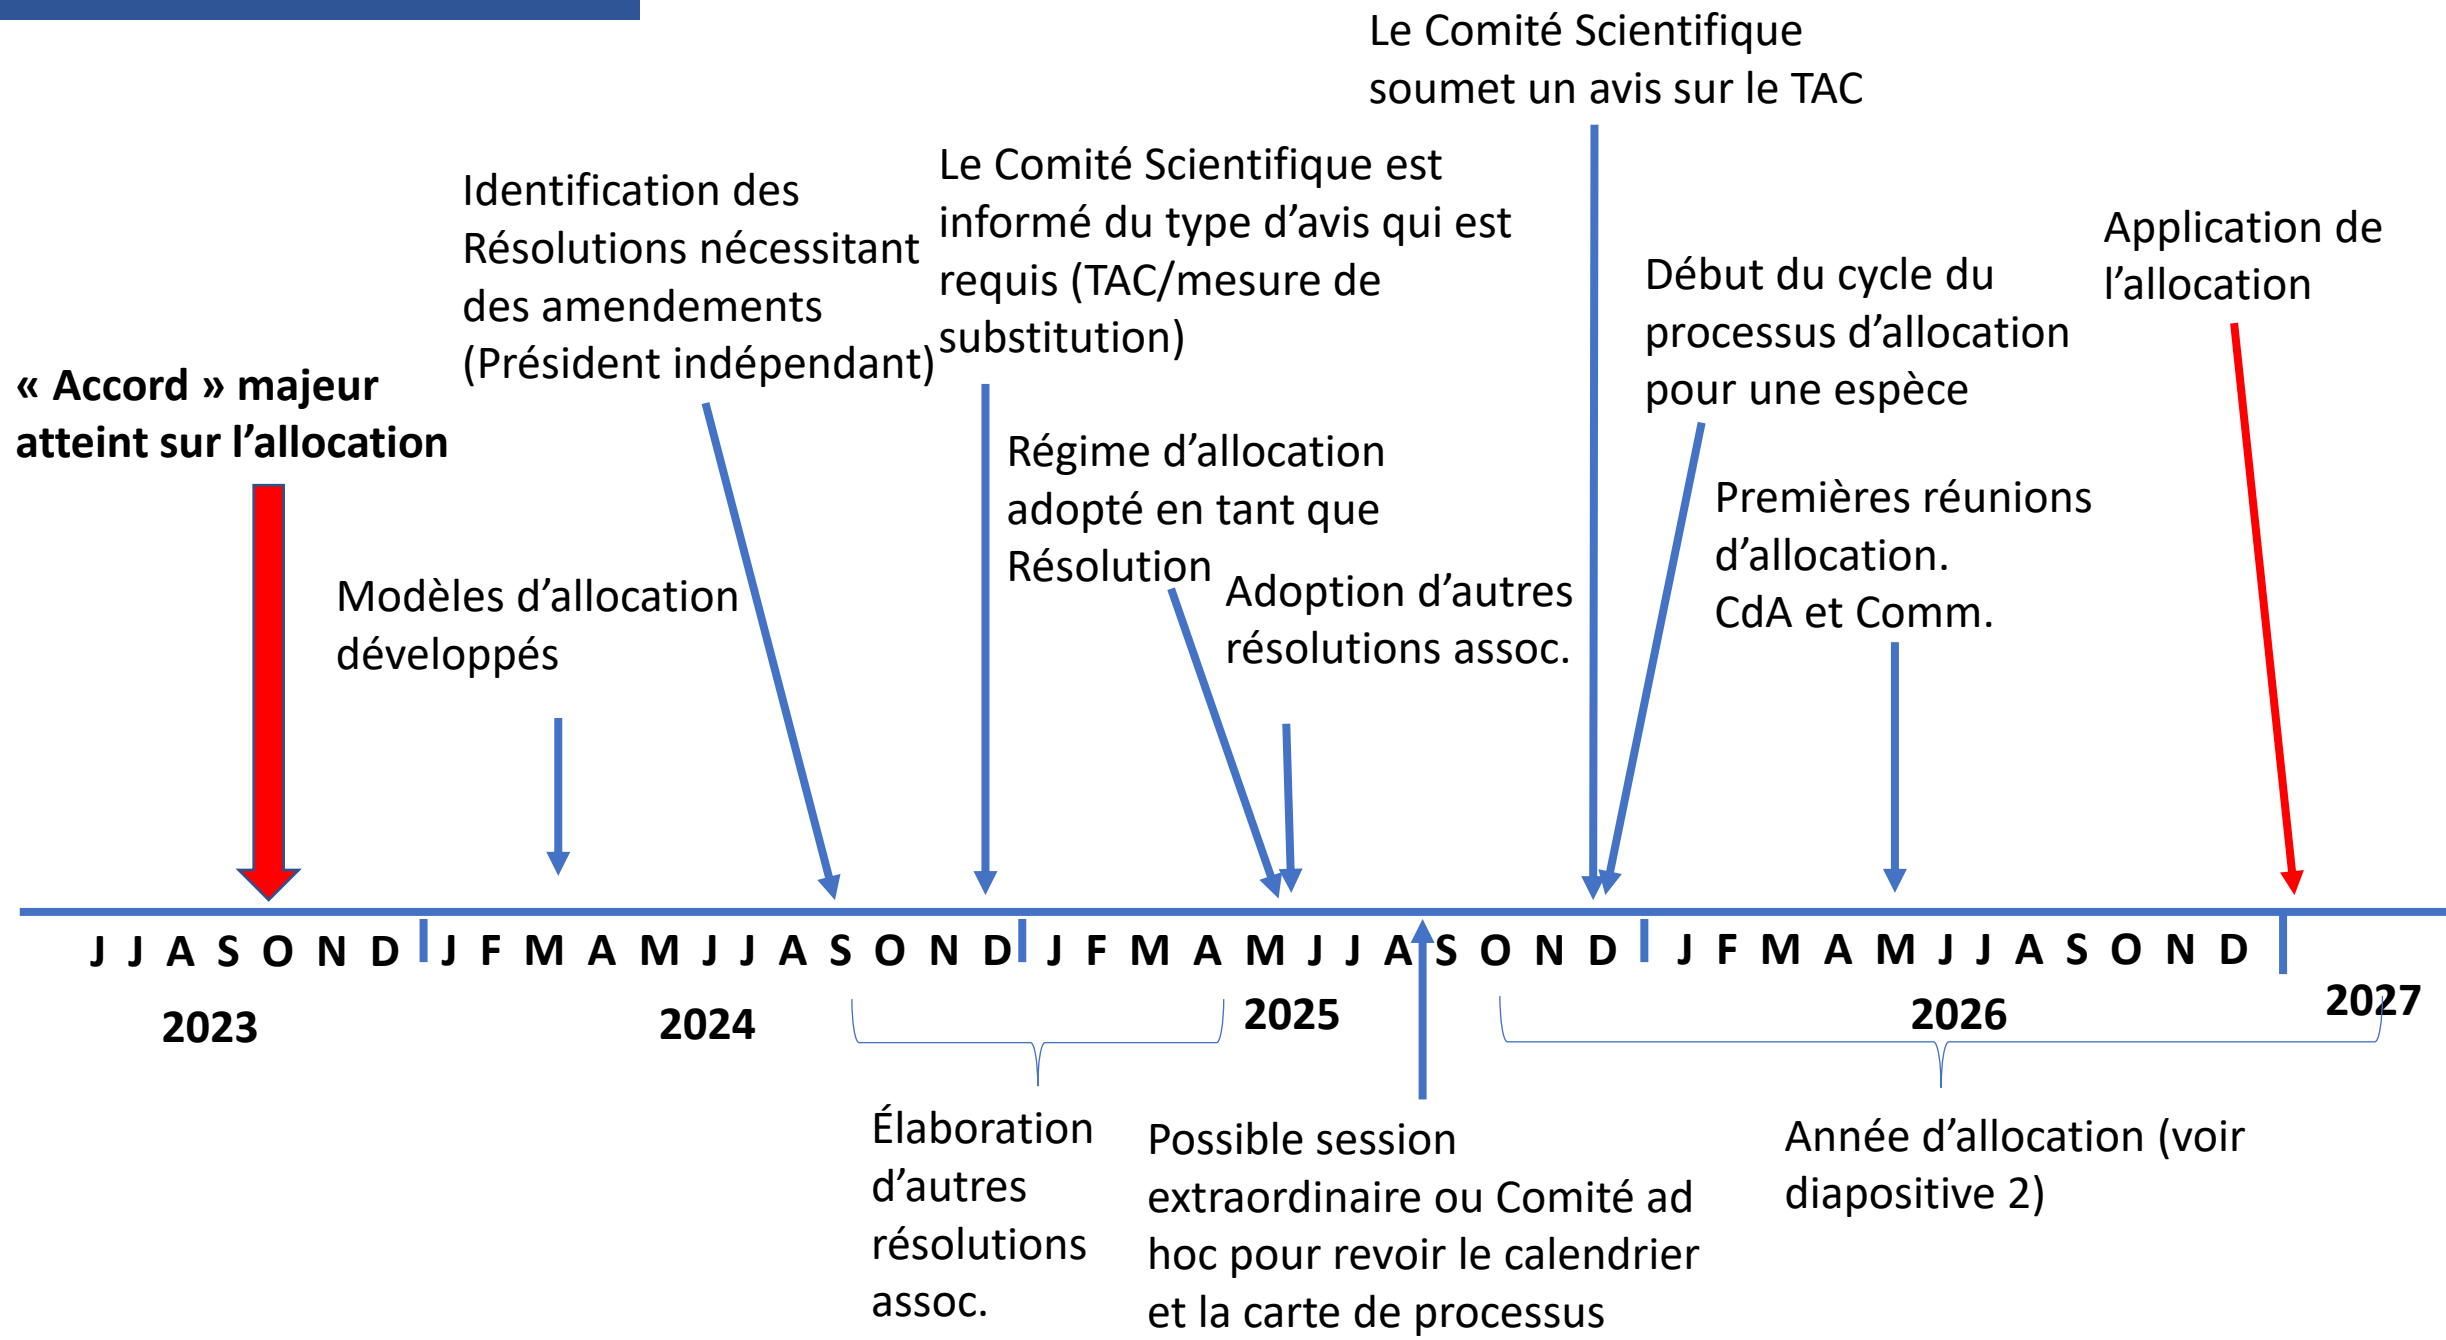 Le Comité Scientifique
soumet un avis sur le TAC
Identification des
Résolutions nécessitant
des amendements
(Président indépendant)
Le Comité Scientifique est
informé du type d’avis qui est
requis (TAC/mesure de
substitution)
Début du cycle du
processus d’allocation
pour une espèce
Application de
l’allocation
« Accord » majeur
atteint sur l’allocation
Modèles d’allocation
développés
Régime d’allocation
adopté en tant que
Résolution
Adoption d’autres
résolutions assoc.
Premières réunions
d’allocation.
CdA et Comm.
J J A S O N D J F M A M J J A S O N D J F M A M J J A S O N D J F M A M J J A S O N D
2023 2024 2025 2026 2027
Élaboration
d’autres
résolutions
assoc.
Possible session
extraordinaire ou Comité ad
hoc pour revoir le calendrier
et la carte de processus
Année d’allocation (voir
diapositive 2)